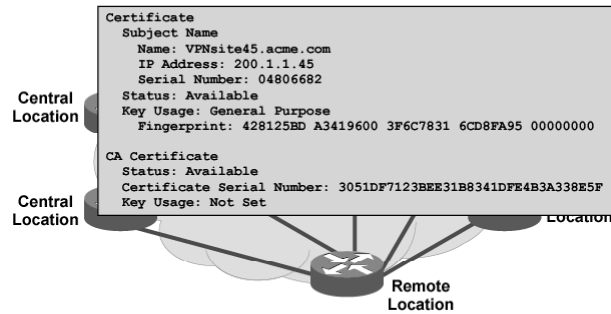 Certificate
Subject Name
Name: VPNsite45.acme.com
IP Address: 200.1.1.45
Serial Number: 04806682
Status: Available
Key Usage: General Purpose
Fingerprint: 428125BD A3419600 3F6C7831 6CD8FA95 00000000
CA Certificate
Status: Available
Certificate Serial Number: 3051DF7123BEE31B8341DFE4B3A338E5F
Key Usage: Not Set
Central
Location
Central
Location
Location
Remote
Location